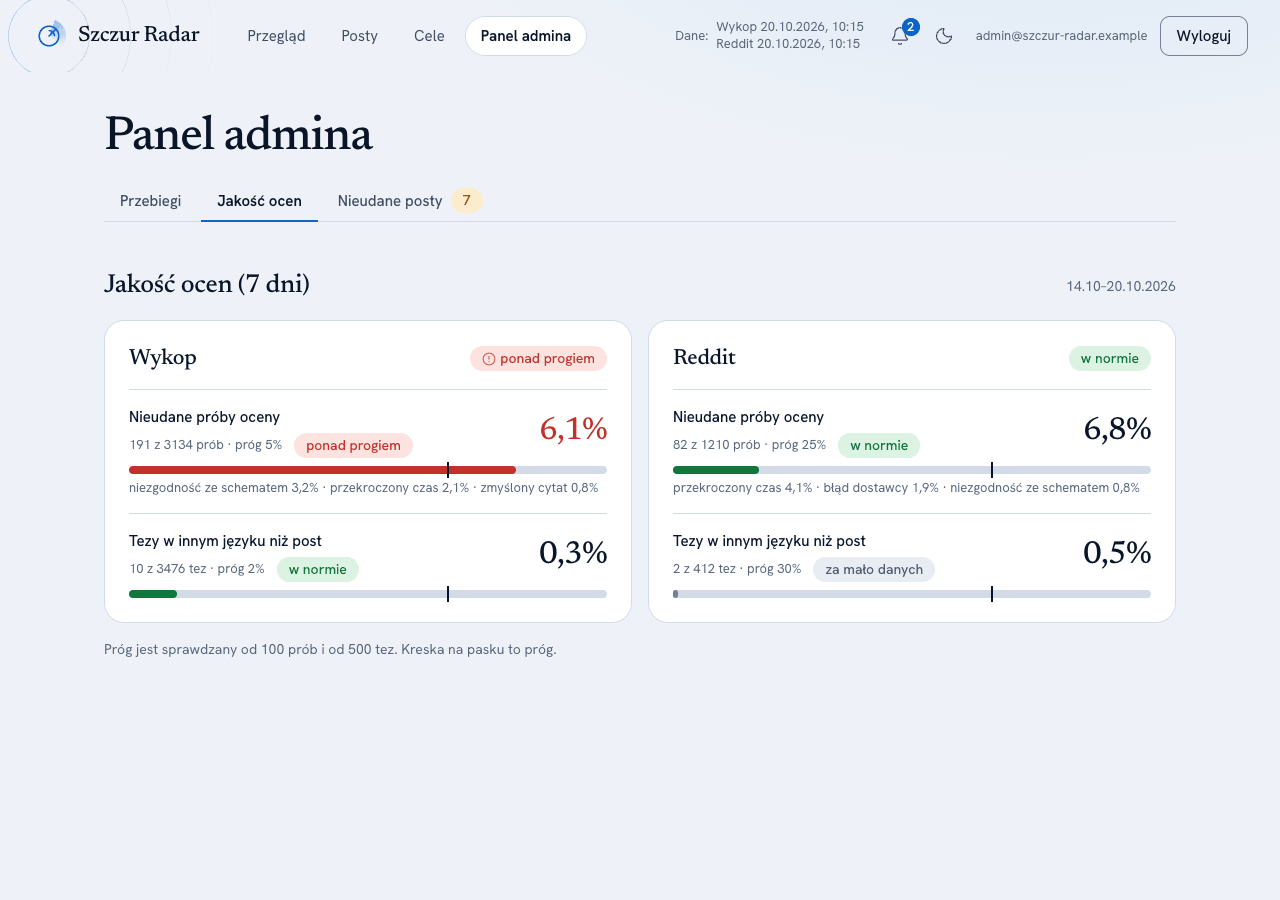 Szczur Radar
Przegląd
Posty
Cele
Panel admina
Dane:
Wykop 20.10.2026, 10:15
Reddit 20.10.2026, 10:15
2
admin@szczur-radar.example
Wyloguj
Panel admina
Przebiegi
Jakość ocen
Nieudane posty 7
Jakość ocen (7 dni)
14.10–20.10.2026
Wykop
ponad progiem
Nieudane próby oceny
6,1%
191 z 3134 prób · próg 5%
ponad progiem
niezgodność ze schematem 3,2% · przekroczony czas 2,1% · zmyślony cytat 0,8%
Tezy w innym języku niż post
0,3%
10 z 3476 tez · próg 2%
w normie
Reddit
w normie
Nieudane próby oceny
6,8%
82 z 1210 prób · próg 25%
w normie
przekroczony czas 4,1% · błąd dostawcy 1,9% · niezgodność ze schematem 0,8%
Tezy w innym języku niż post
0,5%
2 z 412 tez · próg 30%
za mało danych
Próg jest sprawdzany od 100 prób i od 500 tez. Kreska na pasku to próg.